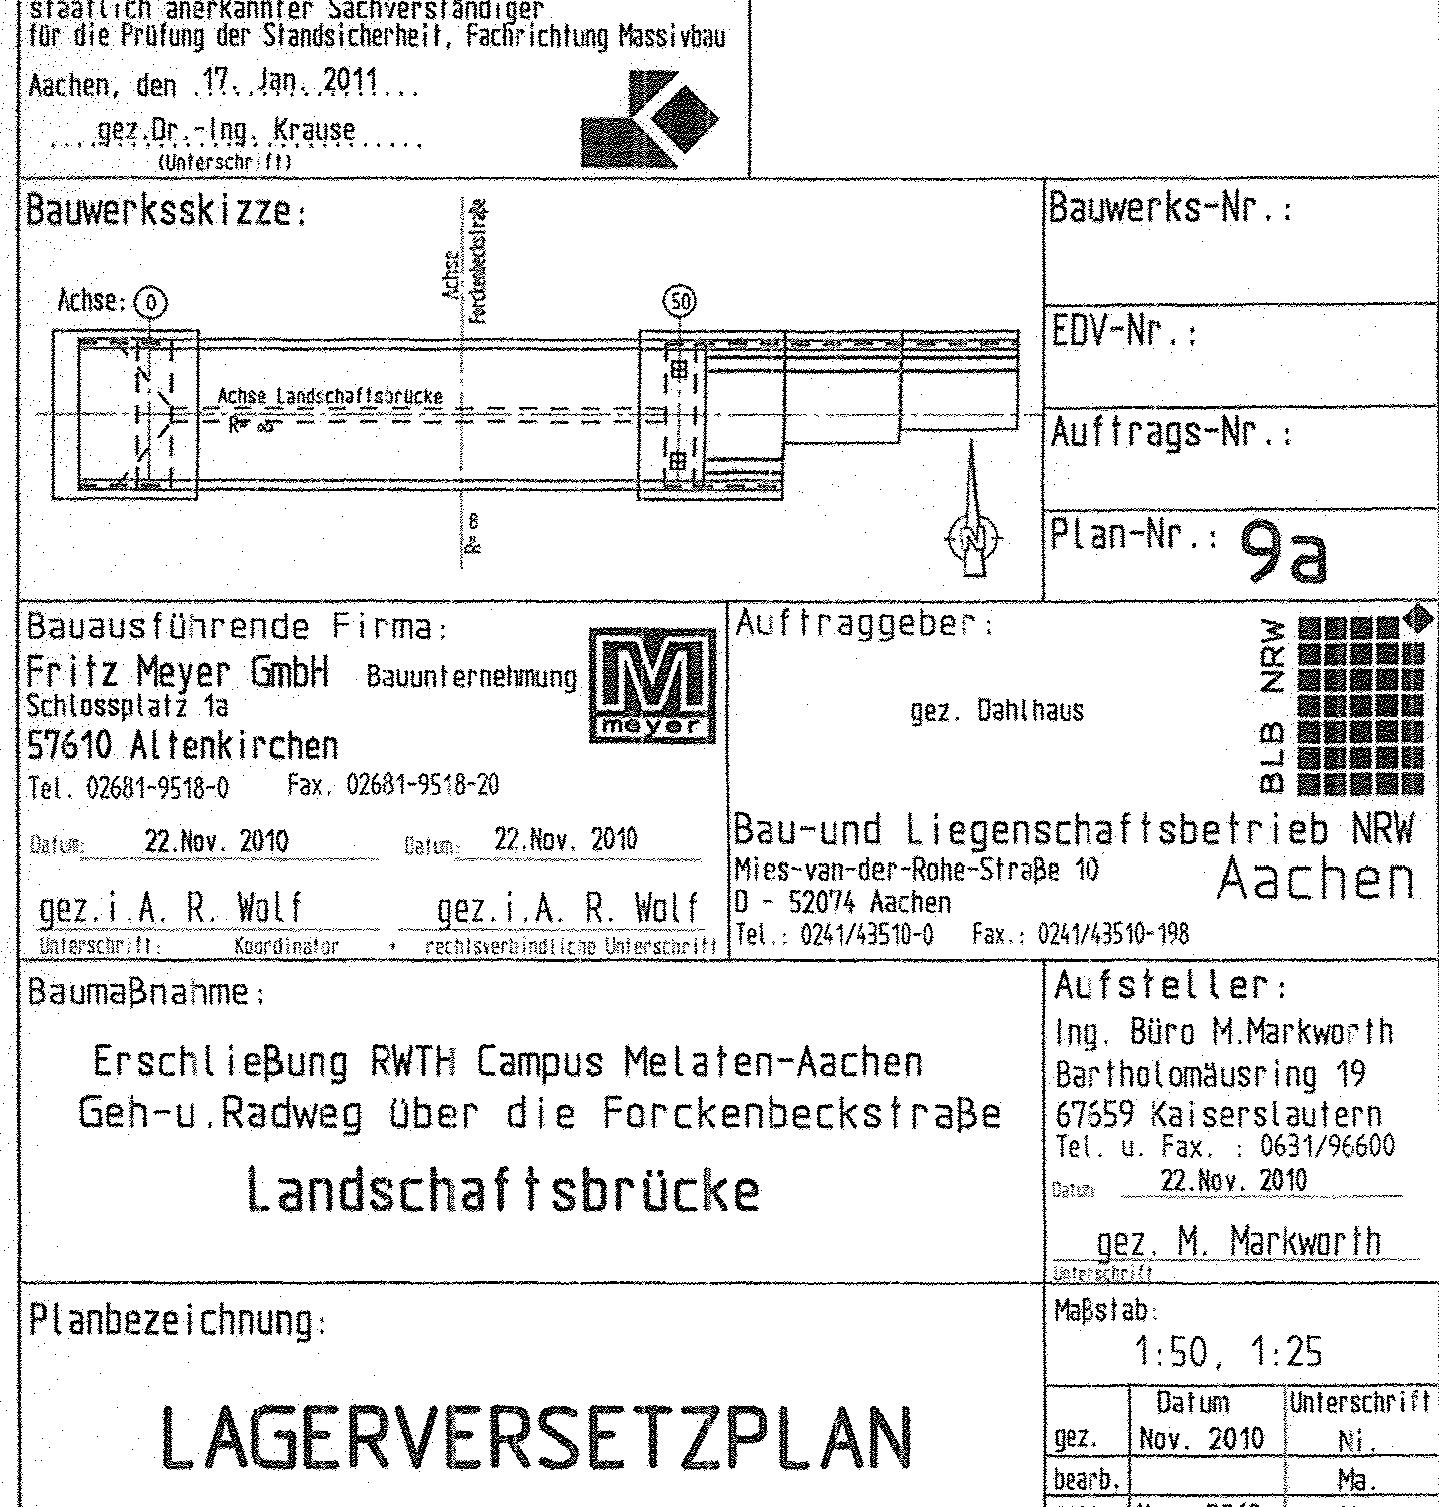 staatlich anerkannter Sachverständiger
für die Prüfung der Standsicherheit, Fachrichtung Massivbau
Aachen, den 17. Jan. 2011
gez.Dr.-Ing. Krause
(Unterschrift)
Bauwerksskizze:
Achse
Forckenbeckstraße
Achse: 0
50
Achse Landschaftsbrücke
R= ∞
R= ∞
N
Bauwerks-Nr.:
EDV-Nr.:
Auftrags-Nr.:
Plan-Nr.: 9a
Bauausführende Firma:
Fritz Meyer GmbH Bauunternehmung
Schlossplatz 1a
57610 Altenkirchen
Tel. 02681-9518-0 Fax. 02681-9518-20
M
meyer
Datum: 22.Nov. 2010 Datum: 22.Nov. 2010
gez.i.A. R. Wolf gez.i.A. R. Wolf
Unterschrift: Koordinator + rechtsverbindliche Unterschrift
Auftraggeber:
gez. Dahlhaus
BLB NRW
Bau-und Liegenschaftsbetrieb NRW
Aachen
Mies-van-der-Rohe-Straße 10
D - 52074 Aachen
Tel.: 0241/43510-0 Fax.: 0241/43510-198
Baumaßnahme:
Erschließung RWTH Campus Melaten-Aachen
Geh-u.Radweg über die Forckenbeckstraße
Landschaftsbrücke
Aufsteller:
Ing. Büro M.Markworth
Bartholomäusring 19
67659 Kaiserslautern
Tel. u. Fax. : 0631/96600
Datum 22.Nov. 2010
gez. M. Markworth
Unterschrift
Planbezeichnung:
LAGERVERSETZPLAN
Maßstab:
1:50, 1:25
Datum Unterschrift
gez. Nov. 2010 Ni.
bearb. Ma.